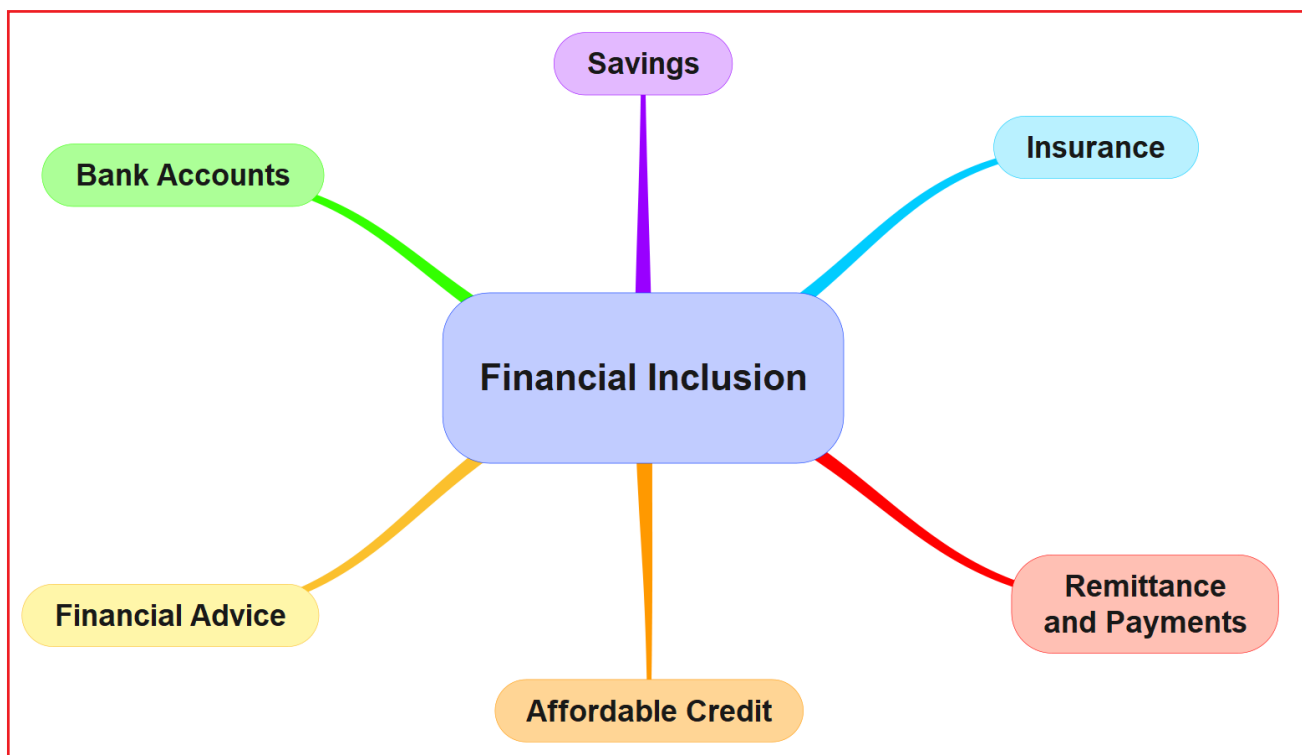 Savings
Insurance
Bank Accounts
Financial Inclusion
Remittance
and Payments
Financial Advice
Affordable Credit